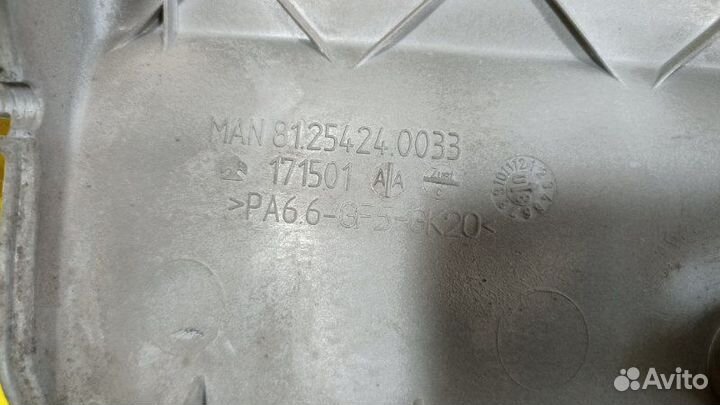 MAN 81.25424.0033
171501 A A
>PA6.6-GF5-GK20<
Avito